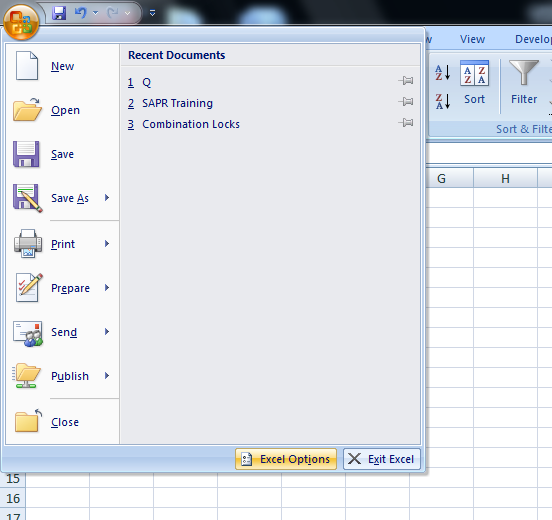 View
Develo
Recent Documents
New
1 Q
2 SAPR Training
3 Combination Locks
Open
Save
Save As
Print
Prepare
Send
Publish
Close
Excel Options
Exit Excel
Sort
Filter
Sort & Filte
G
H
15
16
17